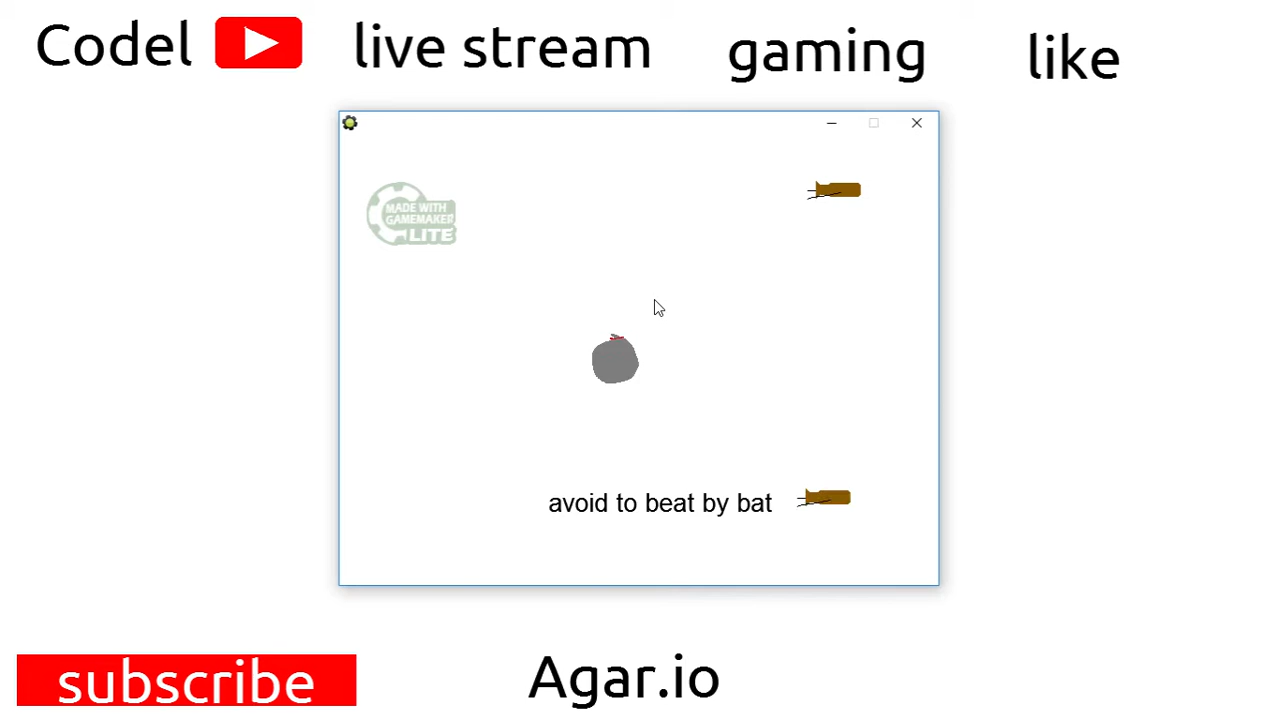 Codel live stream gaming like
MADE WITH
GAMEMAKER
LITE
avoid to beat by bat
subscribe Agar.io